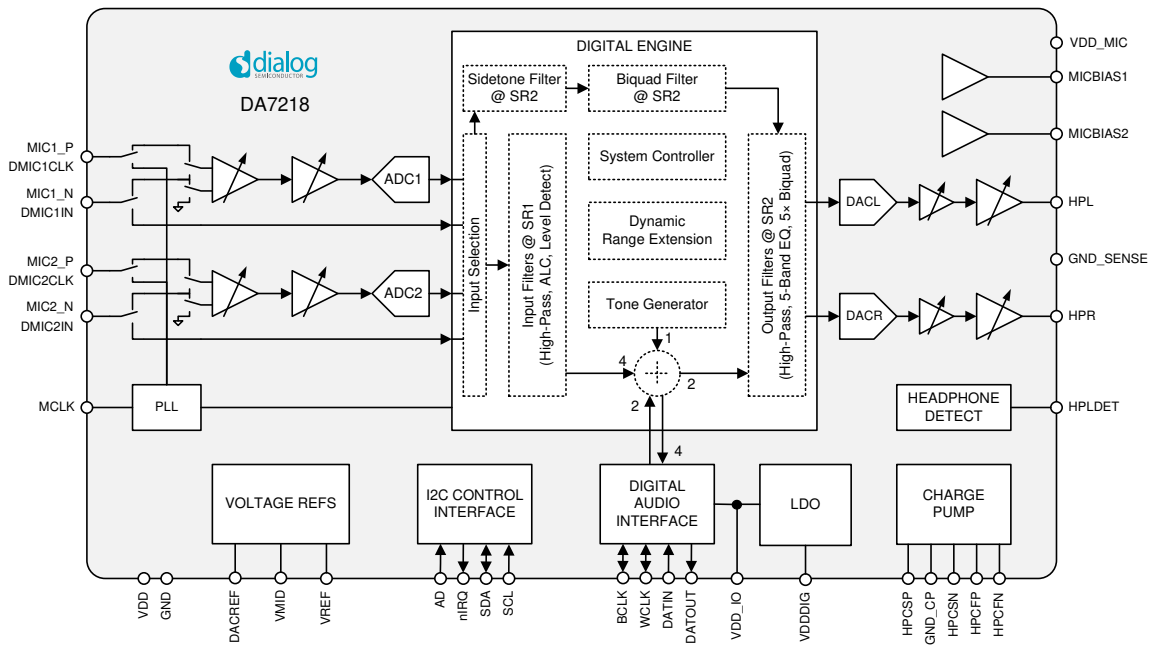 DIGITAL ENGINE
dialog
SEMICONDUCTOR
DA7218
Sidetone Filter
@ SR2
Biquad Filter
@ SR2
VDD_MIC
MICBIAS1
MICBIAS2
MIC1_P
DMIC1CLK
MIC1_N
DMIC1IN
MIC2_P
DMIC2CLK
MIC2_N
DMIC2IN
MCLK
ADC1
ADC2
PLL
Input Selection
Input Filters @ SR1
(High-Pass, ALC, Level Detect)
System Controller
Dynamic
Range Extension
Tone Generator
1
4
2
2
4
Output Filters @ SR2
(High-Pass, 5-Band EQ, 5× Biquad)
DACL
DACR
HPL
GND_SENSE
HPR
HEADPHONE
DETECT
HPLDET
VOLTAGE REFS
I2C CONTROL
INTERFACE
DIGITAL
AUDIO
INTERFACE
LDO
CHARGE
PUMP
VDD
GND
DACREF
VMID
VREF
AD
nIRQ
SDA
SCL
BCLK
WCLK
DATIN
DATOUT
VDD_IO
VDDDIG
HPCSP
GND_CP
HPCSN
HPCFP
HPCFN